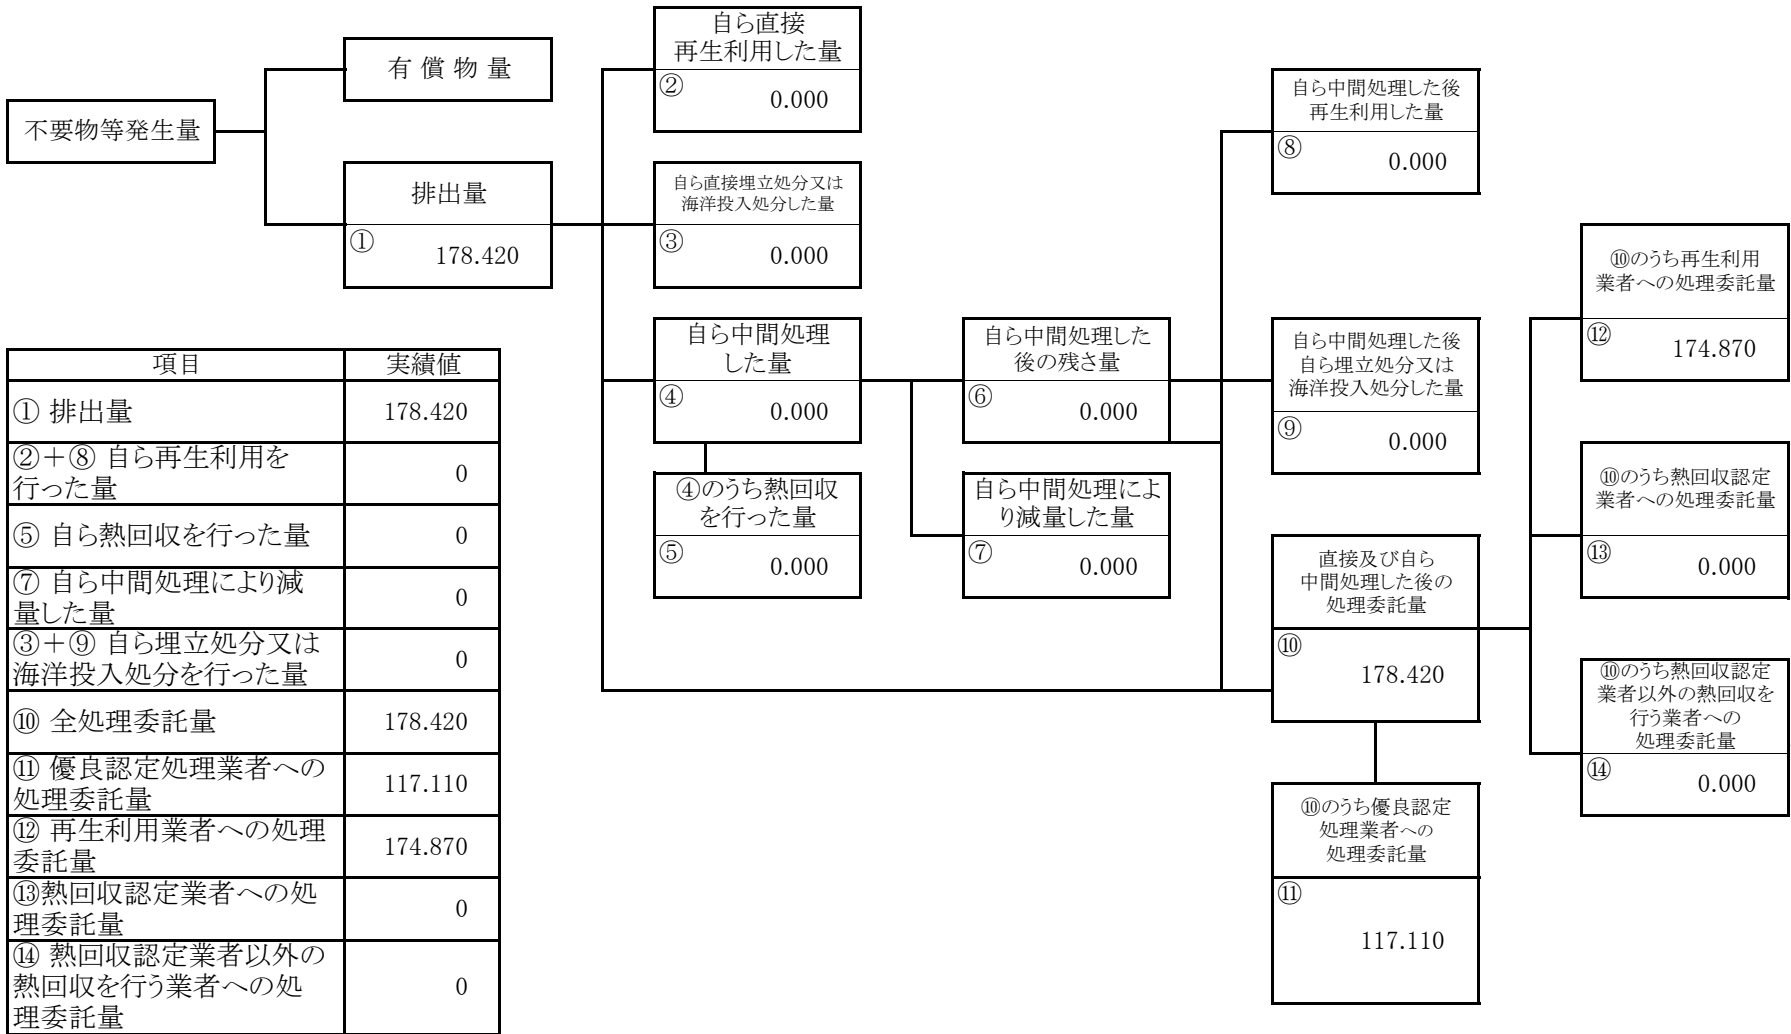 不要物等発生量
有 償 物 量
排出量
①
178.420
自ら直接
再生利用した量
②
0.000
自ら直接埋立処分又は
海洋投入処分した量
③
0.000
自ら中間処理
した量
④
0.000
④のうち熱回収
を行った量
⑤
0.000
自ら中間処理した
後の残さ量
⑥
0.000
自ら中間処理によ
り減量した量
⑦
0.000
自ら中間処理した後
再生利用した量
⑧
0.000
自ら中間処理した後
自ら埋立処分又は
海洋投入処分した量
⑨
0.000
直接及び自ら
中間処理した後の
処理委託量
⑩
178.420
⑩のうち優良認定
処理業者への
処理委託量
⑪
117.110
⑩のうち再生利用
業者への処理委託量
⑫
174.870
⑩のうち熱回収認定
業者への処理委託量
⑬
0.000
⑩のうち熱回収認定
業者以外の熱回収を
行う業者への
処理委託量
⑭
0.000
項目 実績値
① 排出量 178.420
②＋⑧ 自ら再生利用を
行った量 0
⑤ 自ら熱回収を行った量 0
⑦ 自ら中間処理により減
量した量 0
③＋⑨ 自ら埋立処分又は
海洋投入処分を行った量 0
⑩ 全処理委託量 178.420
⑪ 優良認定処理業者への
処理委託量 117.110
⑫ 再生利用業者への処理
委託量 174.870
⑬熱回収認定業者への処
理委託量 0
⑭ 熱回収認定業者以外の
熱回収を行う業者への処
理委託量 0